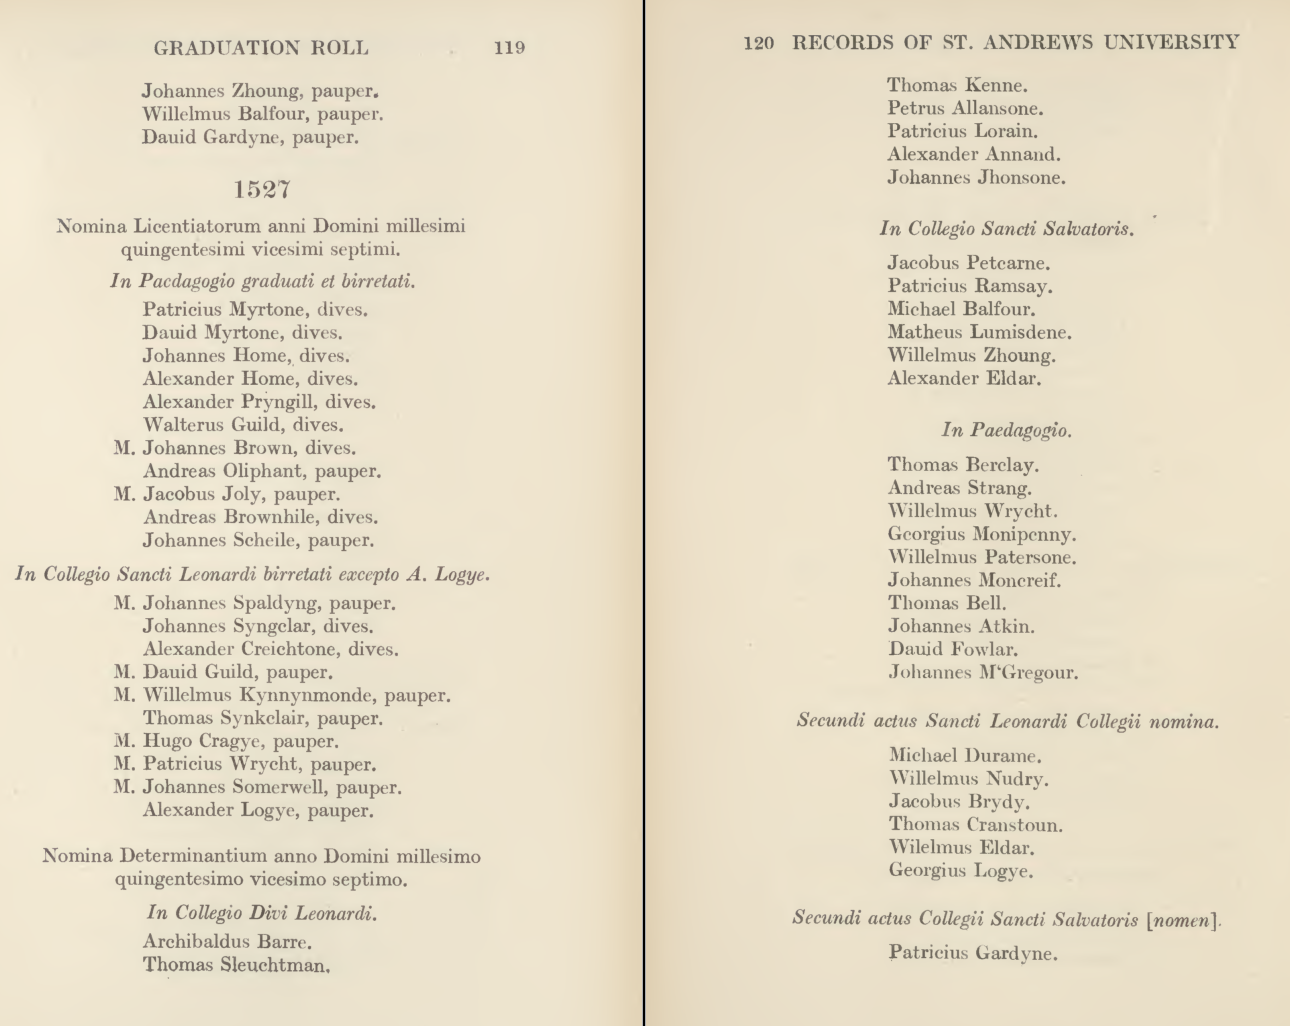 GRADUATION ROLL 119
Johannes Zhoung, pauper.
Willelmus Balfour, pauper.
Dauid Gardyne, pauper.
1527
Nomina Licentiatorum anni Domini millesimi
quingentesimi vicesimi septimi.
In Paedagogio graduati et birretati.
Patricius Myrtone, dives.
Dauid Myrtone, dives.
Johannes Home, dives.
Alexander Home, dives.
Alexander Pryngill, dives.
Walterus Guild, dives.
M. Johannes Brown, dives.
Andreas Oliphant, pauper.
M. Jacobus Joly, pauper.
Andreas Brownhile, dives.
Johannes Scheile, pauper.
In Collegio Sancti Leonardi birretati excepto A. Logye.
M. Johannes Spaldyng, pauper.
Johannes Syngclar, dives.
Alexander Creichtone, dives.
M. Dauid Guild, pauper.
M. Willelmus Kynnynmonde, pauper.
Thomas Synkclair, pauper.
M. Hugo Cragye, pauper.
M. Patricius Wrycht, pauper.
M. Johannes Somerwell, pauper.
Alexander Logye, pauper.
Nomina Determinantium anno Domini millesimo
quingentesimo vicesimo septimo.
In Collegio Divi Leonardi.
Archibaldus Barre.
Thomas Sleuchtman.
120 RECORDS OF ST. ANDREWS UNIVERSITY
Thomas Kenne.
Petrus Allansone.
Patricius Lorain.
Alexander Annand.
Johannes Jhonsone.
In Collegio Sancti Salvatoris.
Jacobus Petcarne.
Patricius Ramsay.
Michael Balfour.
Matheus Lumisdene.
Willelmus Zhoung.
Alexander Eldar.
In Paedagogio.
Thomas Berclay.
Andreas Strang.
Willelmus Wrycht.
Georgius Monipenny.
Willelmus Patersone.
Johannes Moncreif.
Thomas Bell.
Johannes Atkin.
Dauid Fowlar.
Johannes M‘Gregour.
Secundi actus Sancti Leonardi Collegii nomina.
Michael Durame.
Willelmus Nudry.
Jacobus Brydy.
Thomas Cranstoun.
Wilelmus Eldar.
Georgius Logye.
Secundi actus Collegii Sancti Salvatoris [nomen].
Patricius Gardyne.